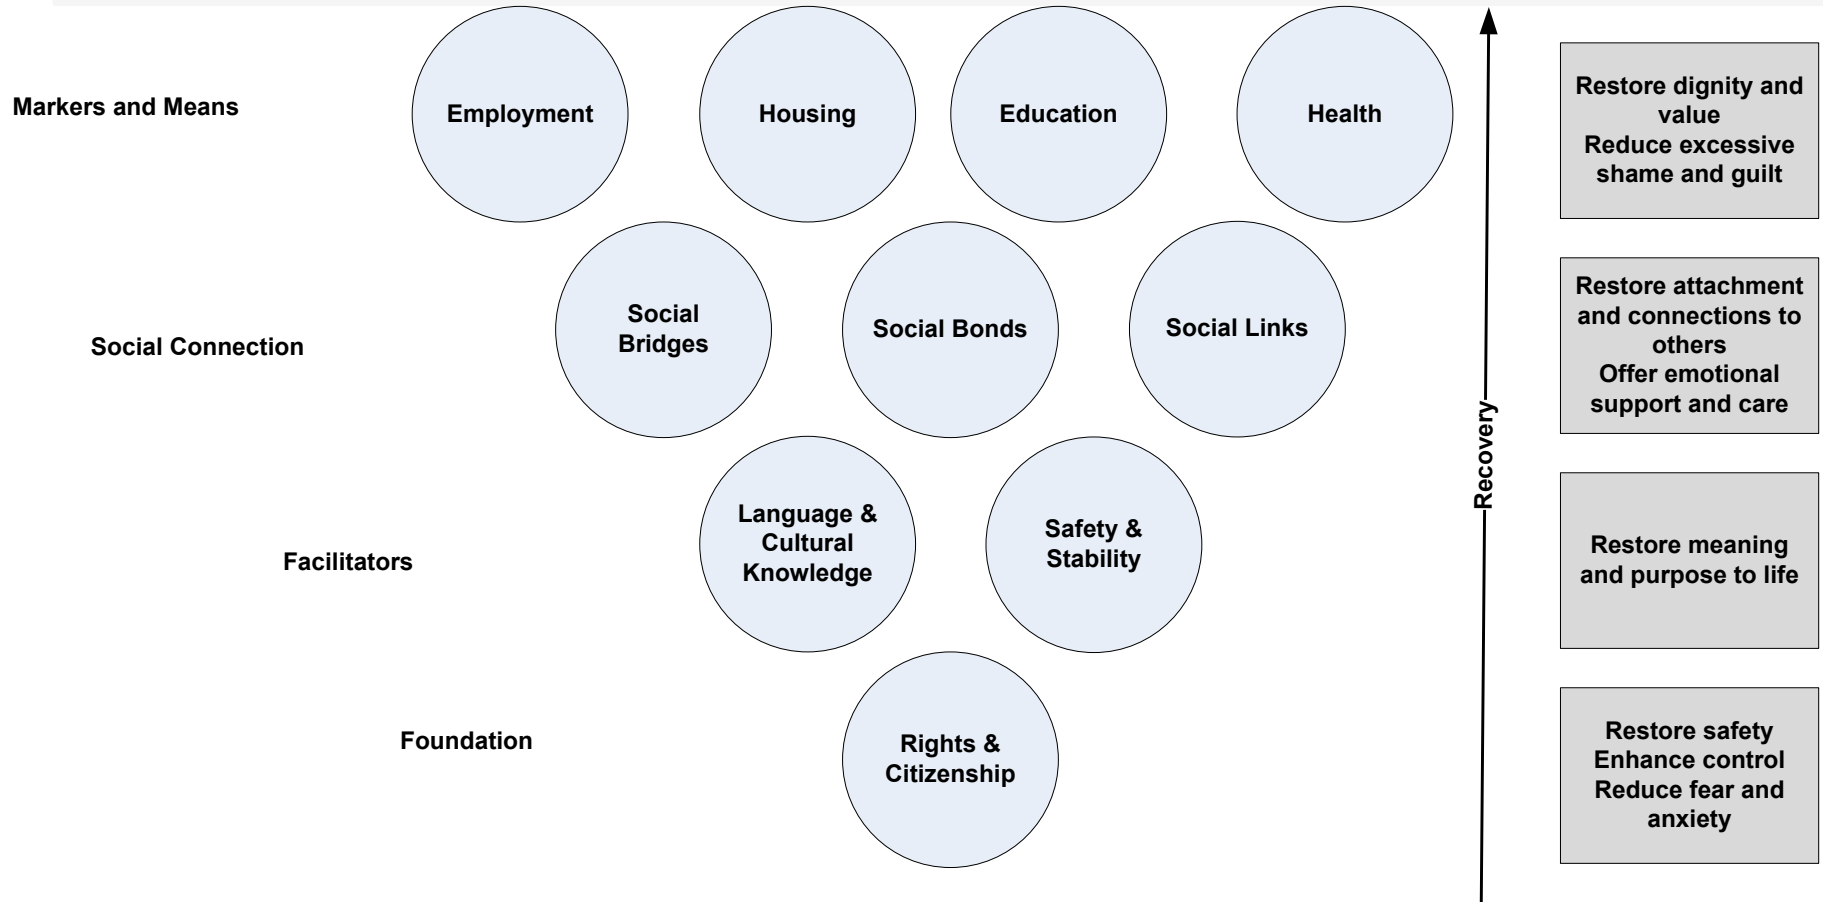 Markers and Means
Employment
Housing
Education
Health
Restore dignity and
value
Reduce excessive
shame and guilt
Social Connection
Social
Bridges
Social Bonds
Social Links
Restore attachment
and connections to
others
Offer emotional
support and care
Recovery
Facilitators
Language &
Cultural
Knowledge
Safety &
Stability
Restore meaning
and purpose to life
Foundation
Rights &
Citizenship
Restore safety
Enhance control
Reduce fear and
anxiety